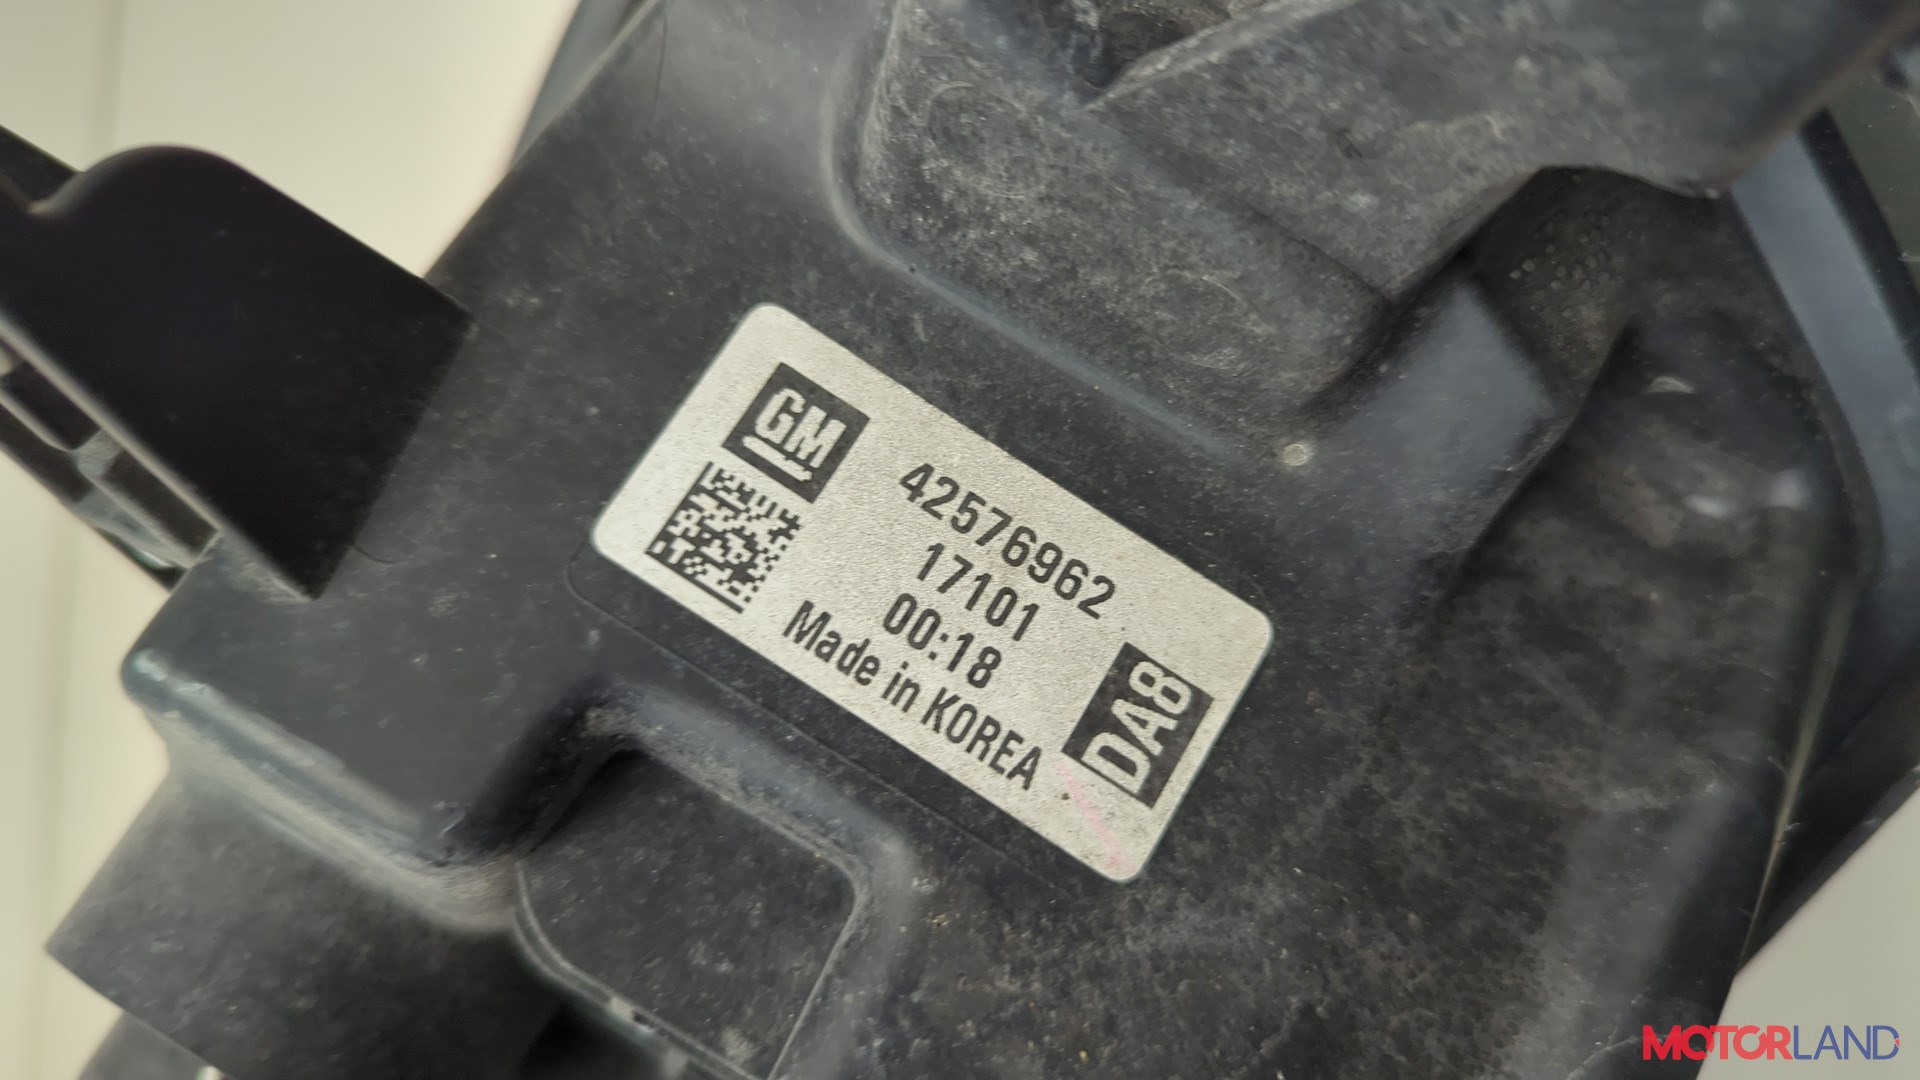 GM
42576962
17101
00:18
Made in KOREA
DA8
MOTORLAND